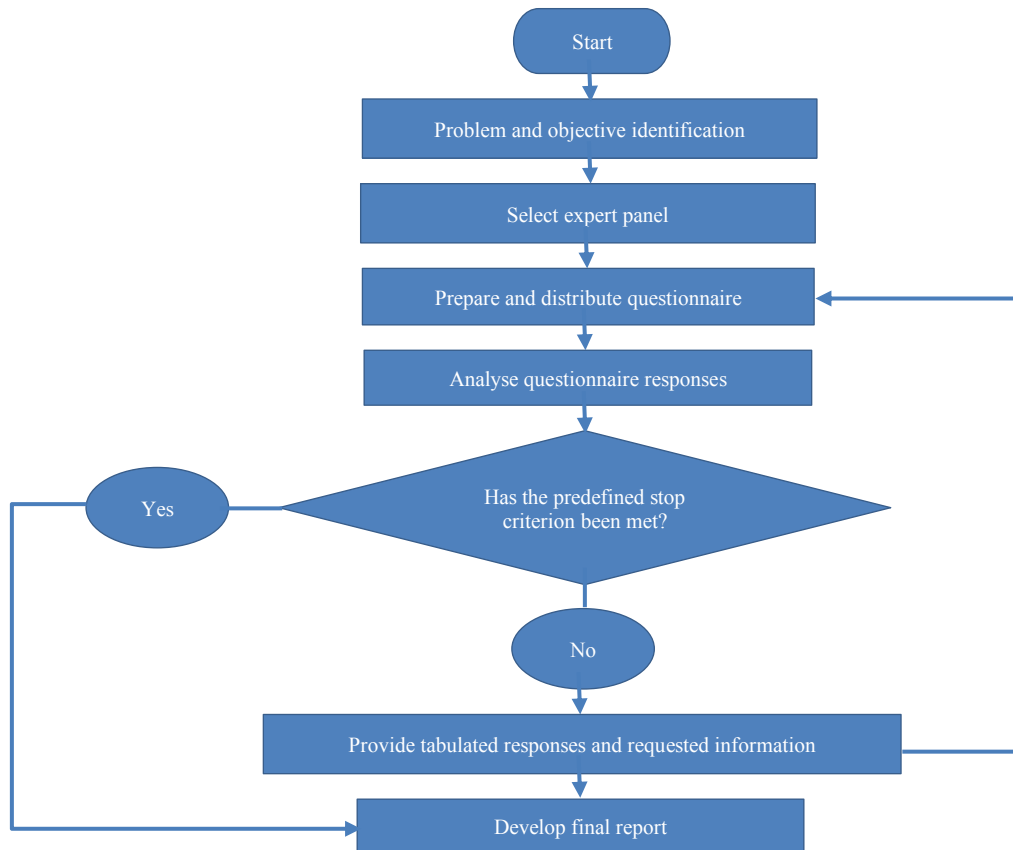 Start
Problem and objective identification
Select expert panel
Prepare and distribute questionnaire
Analyse questionnaire responses
Has the predefined stop
criterion been met?
Yes
No
Provide tabulated responses and requested information
Develop final report